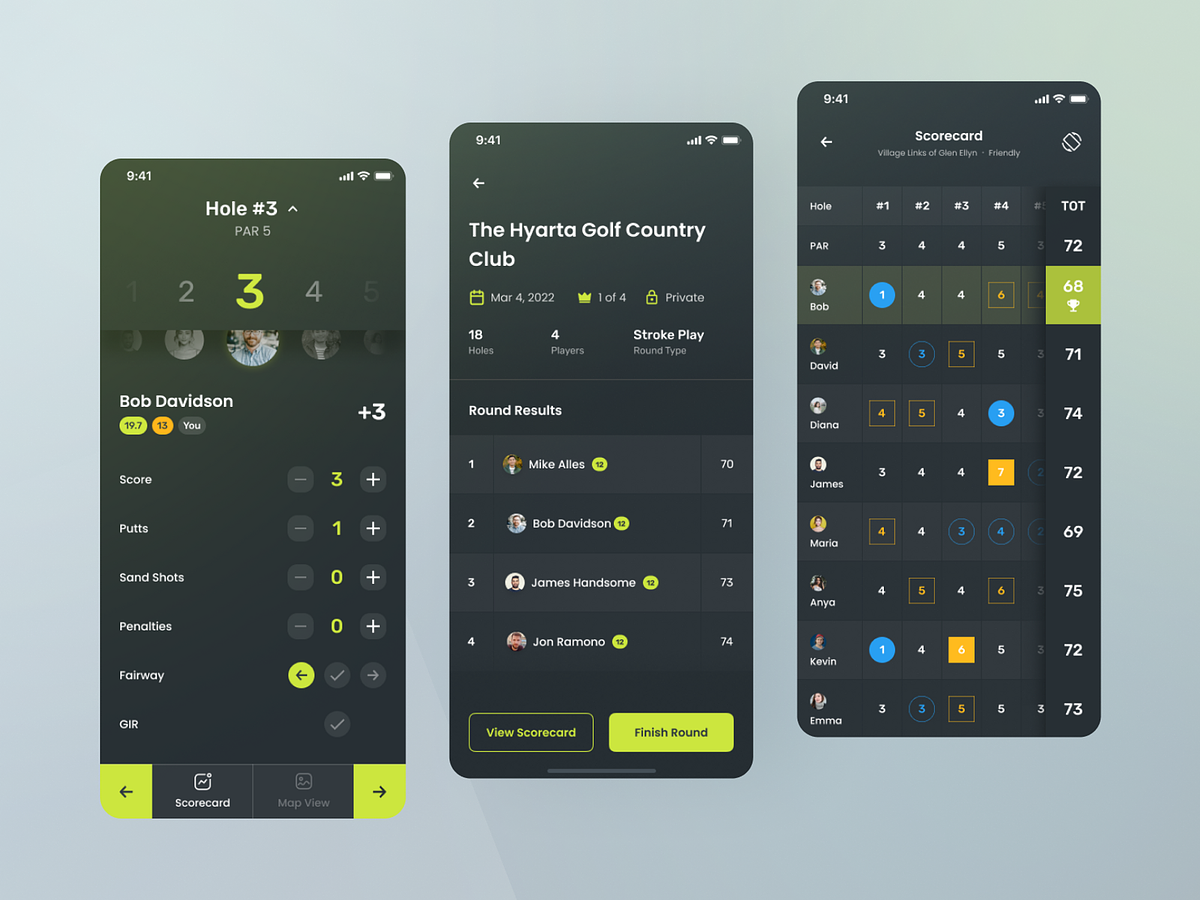 9:41
Hole #3
PAR 5
1 2 3 4 5
Bob Davidson
19.7 13 You
+3
Score 3
Putts 1
Sand Shots 0
Penalties 0
Fairway
GIR
Scorecard
Map View
9:41
The Hyarta Golf Country
Club
Mar 4, 2022 1 of 4 Private
18 4 Stroke Play
Holes Players Round Type
Round Results
1 Mike Alles 12 70
2 Bob Davidson 12 71
3 James Handsome 12 73
4 Jon Ramono 12 74
View Scorecard Finish Round
9:41
Scorecard
Village Links of Glen Ellyn · Friendly
Hole #1 #2 #3 #4 #5 TOT
PAR 3 4 4 5 3 72
Bob 1 4 4 6 4 68
David 3 3 5 5 3 71
Diana 4 5 4 3 3 74
James 3 4 4 7 2 72
Maria 4 4 3 4 2 69
Anya 4 5 4 6 3 75
Kevin 1 4 6 5 3 72
Emma 3 3 5 5 3 73